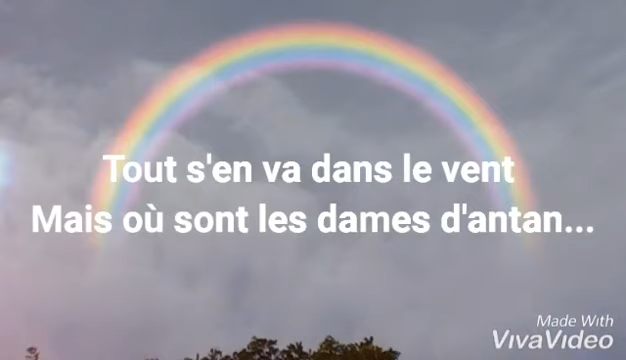 Tout s'en va dans le vent
Mais où sont les dames d'antan...
Made With
VivaVideo